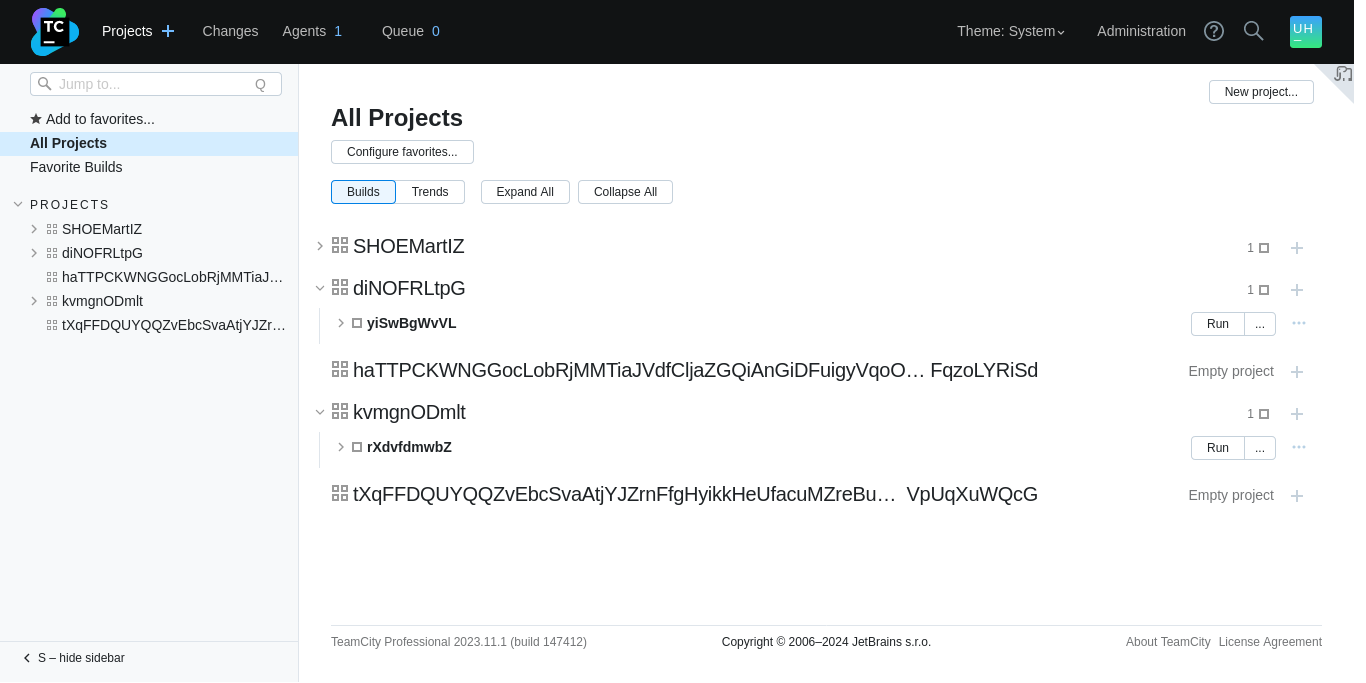 TC
Projects
Changes
Agents 1
Queue 0
Theme: System
Administration
UH
Jump to...
Q
Add to favorites...
All Projects
Favorite Builds
PROJECTS
SHOEMartIZ
diNOFRLtpG
haTTPCKWNGGocLobRjMMTiaJ…
kvmgnODmlt
tXqFFDQUYQQZvEbcSvaAtjYJZr…
S – hide sidebar
New project...
All Projects
Configure favorites...
Builds Trends Expand All Collapse All
SHOEMartIZ 1
diNOFRLtpG 1
yiSwBgWvVL Run ...
haTTPCKWNGGocLobRjMMTiaJVdfCljaZGQiAnGiDFuigyVqoO… FqzoLYRiSd Empty project
kvmgnODmlt 1
rXdvfdmwbZ Run ...
tXqFFDQUYQQZvEbcSvaAtjYJZrnFfgHyikkHeUfacuMZreBu… VpUqXuWQcG Empty project
TeamCity Professional 2023.11.1 (build 147412) Copyright © 2006–2024 JetBrains s.r.o. About TeamCity License Agreement